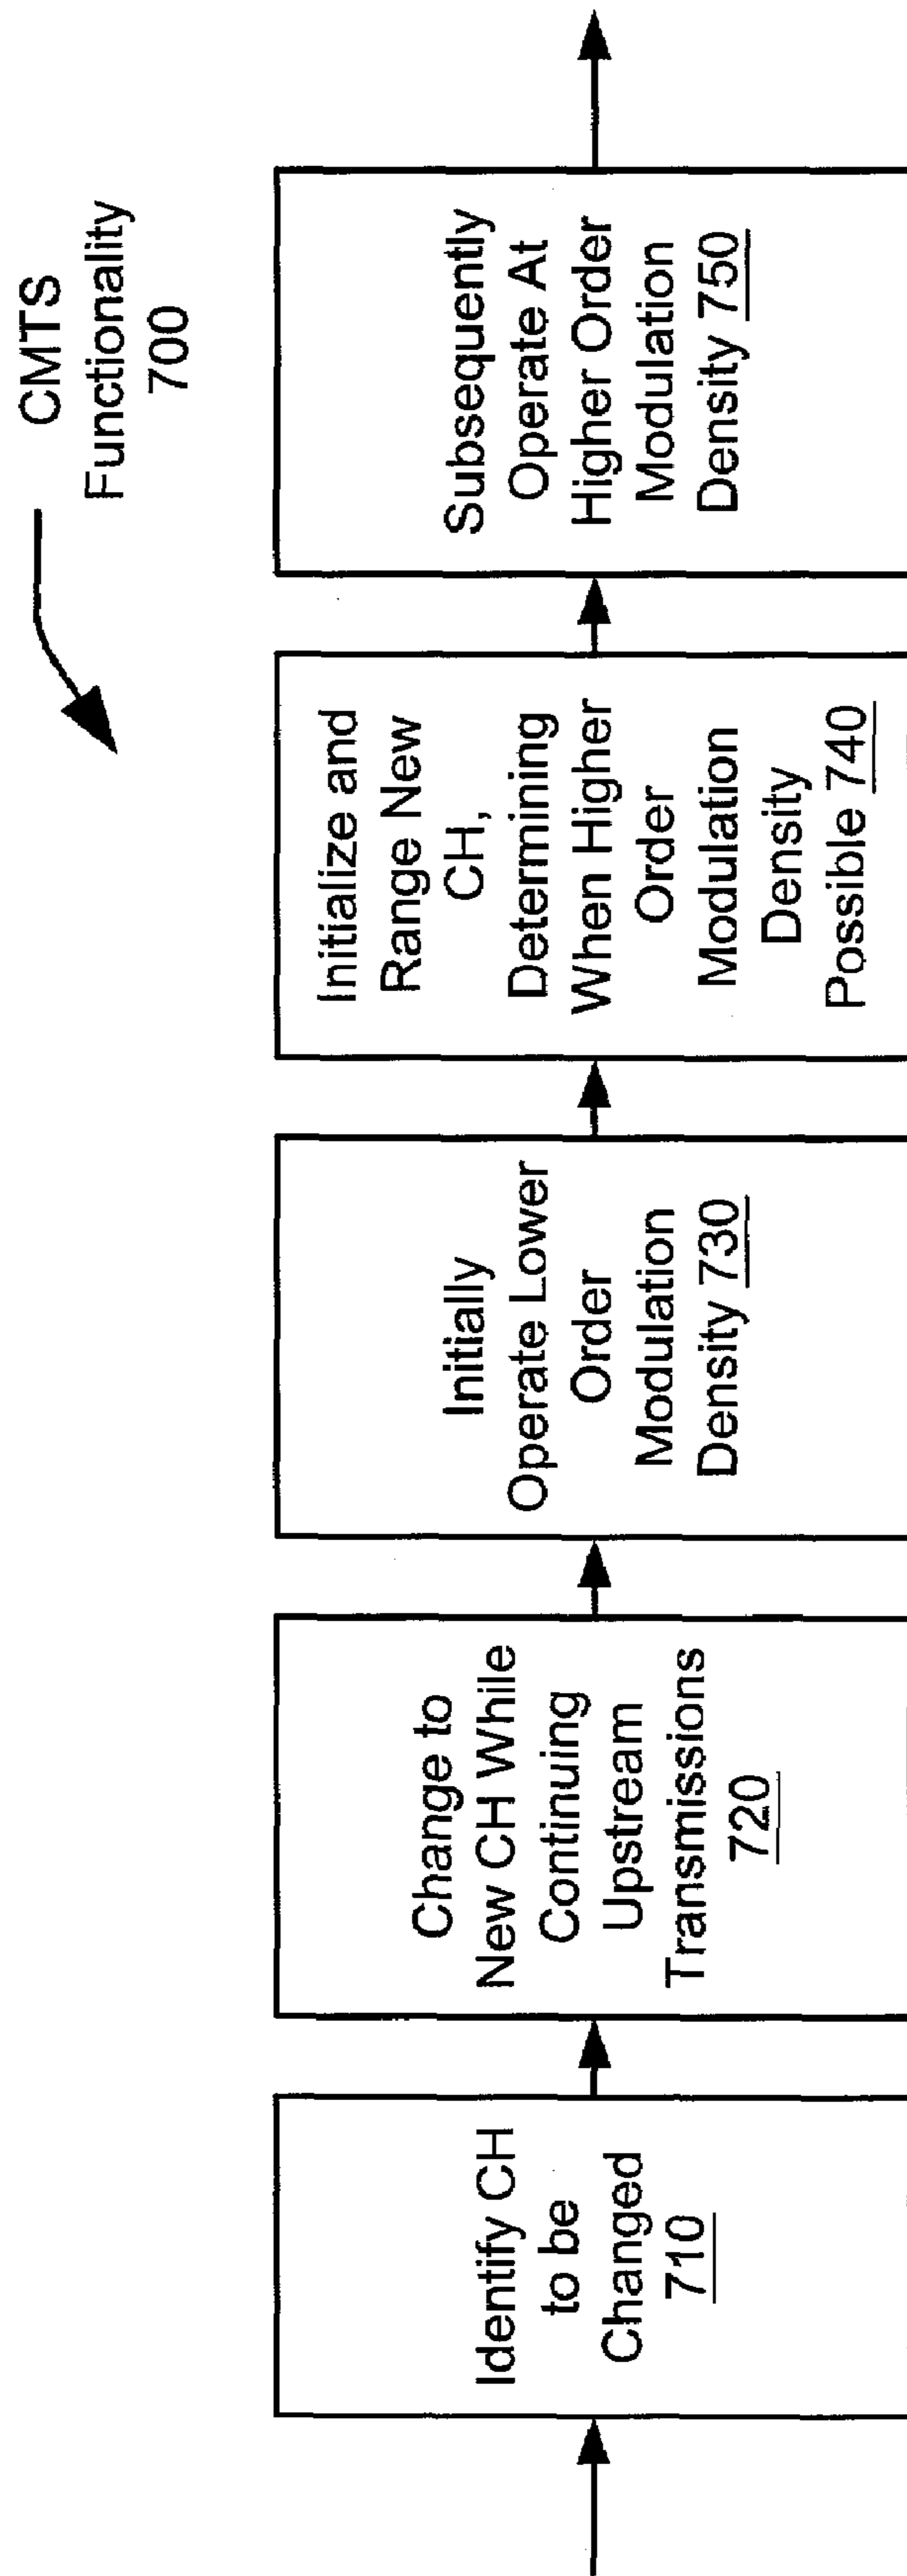 CMTS
Functionality
700
Identify CH
to be
Changed
710
Change to
New CH While
Continuing
Upstream
Transmissions
720
Initially
Operate Lower
Order
Modulation
Density 730
Initialize and
Range New
CH,
Determining
When Higher
Order
Modulation
Density
Possible 740
Subsequently
Operate At
Higher Order
Modulation
Density 750